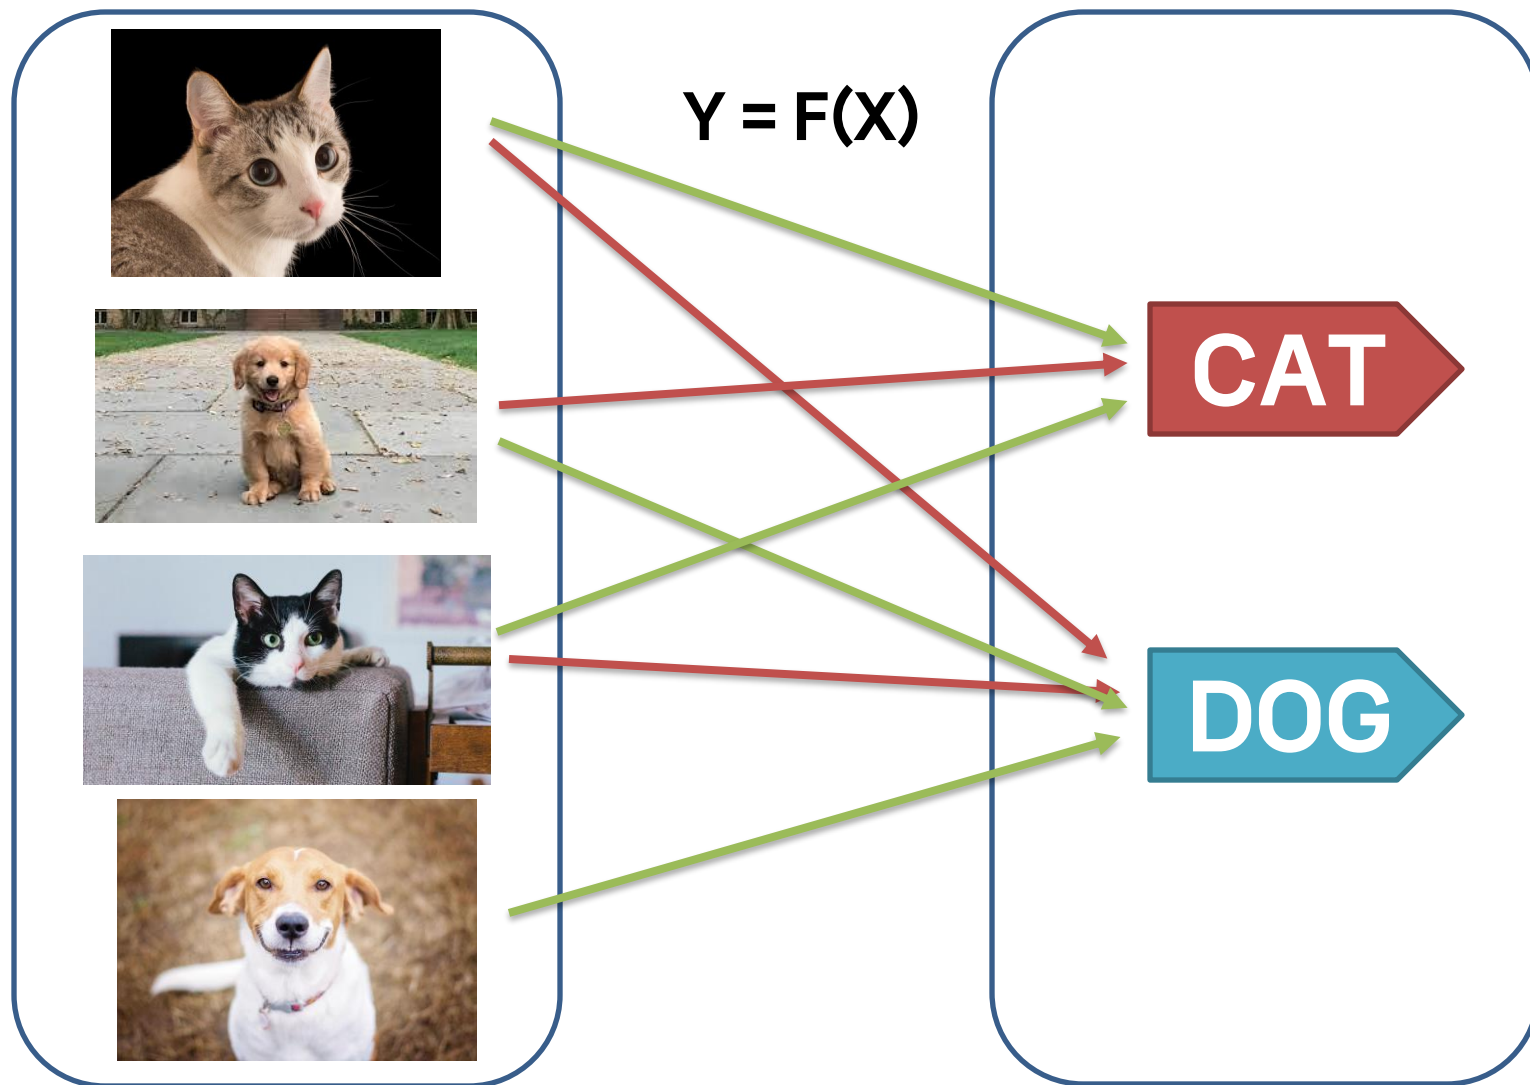 Y = F(X)
CAT
DOG